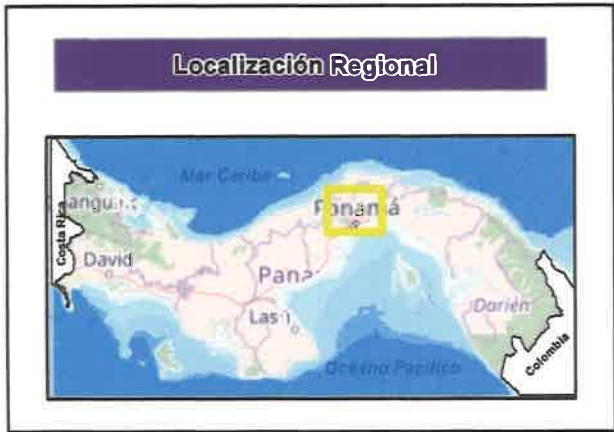 Localización Regional
Mar Caribe
Panamá
Costa Rica
David
Pana
Las
Darién
Océano Pacífico
Colombia